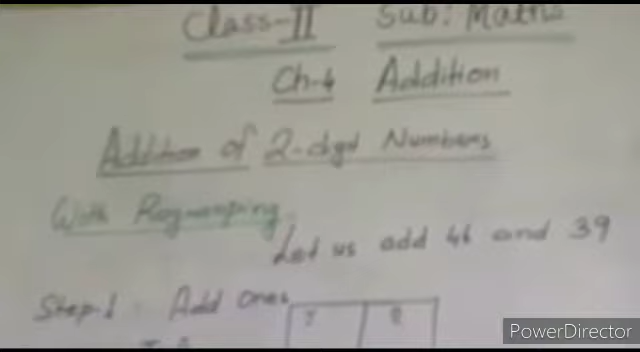 Class-II Sub: Maths
Ch-4 Addition
Addition of 2-digit Numbers
With Regrouping.
Let us add 46 and 39
Step-1 Add Ones
T O
PowerDirector